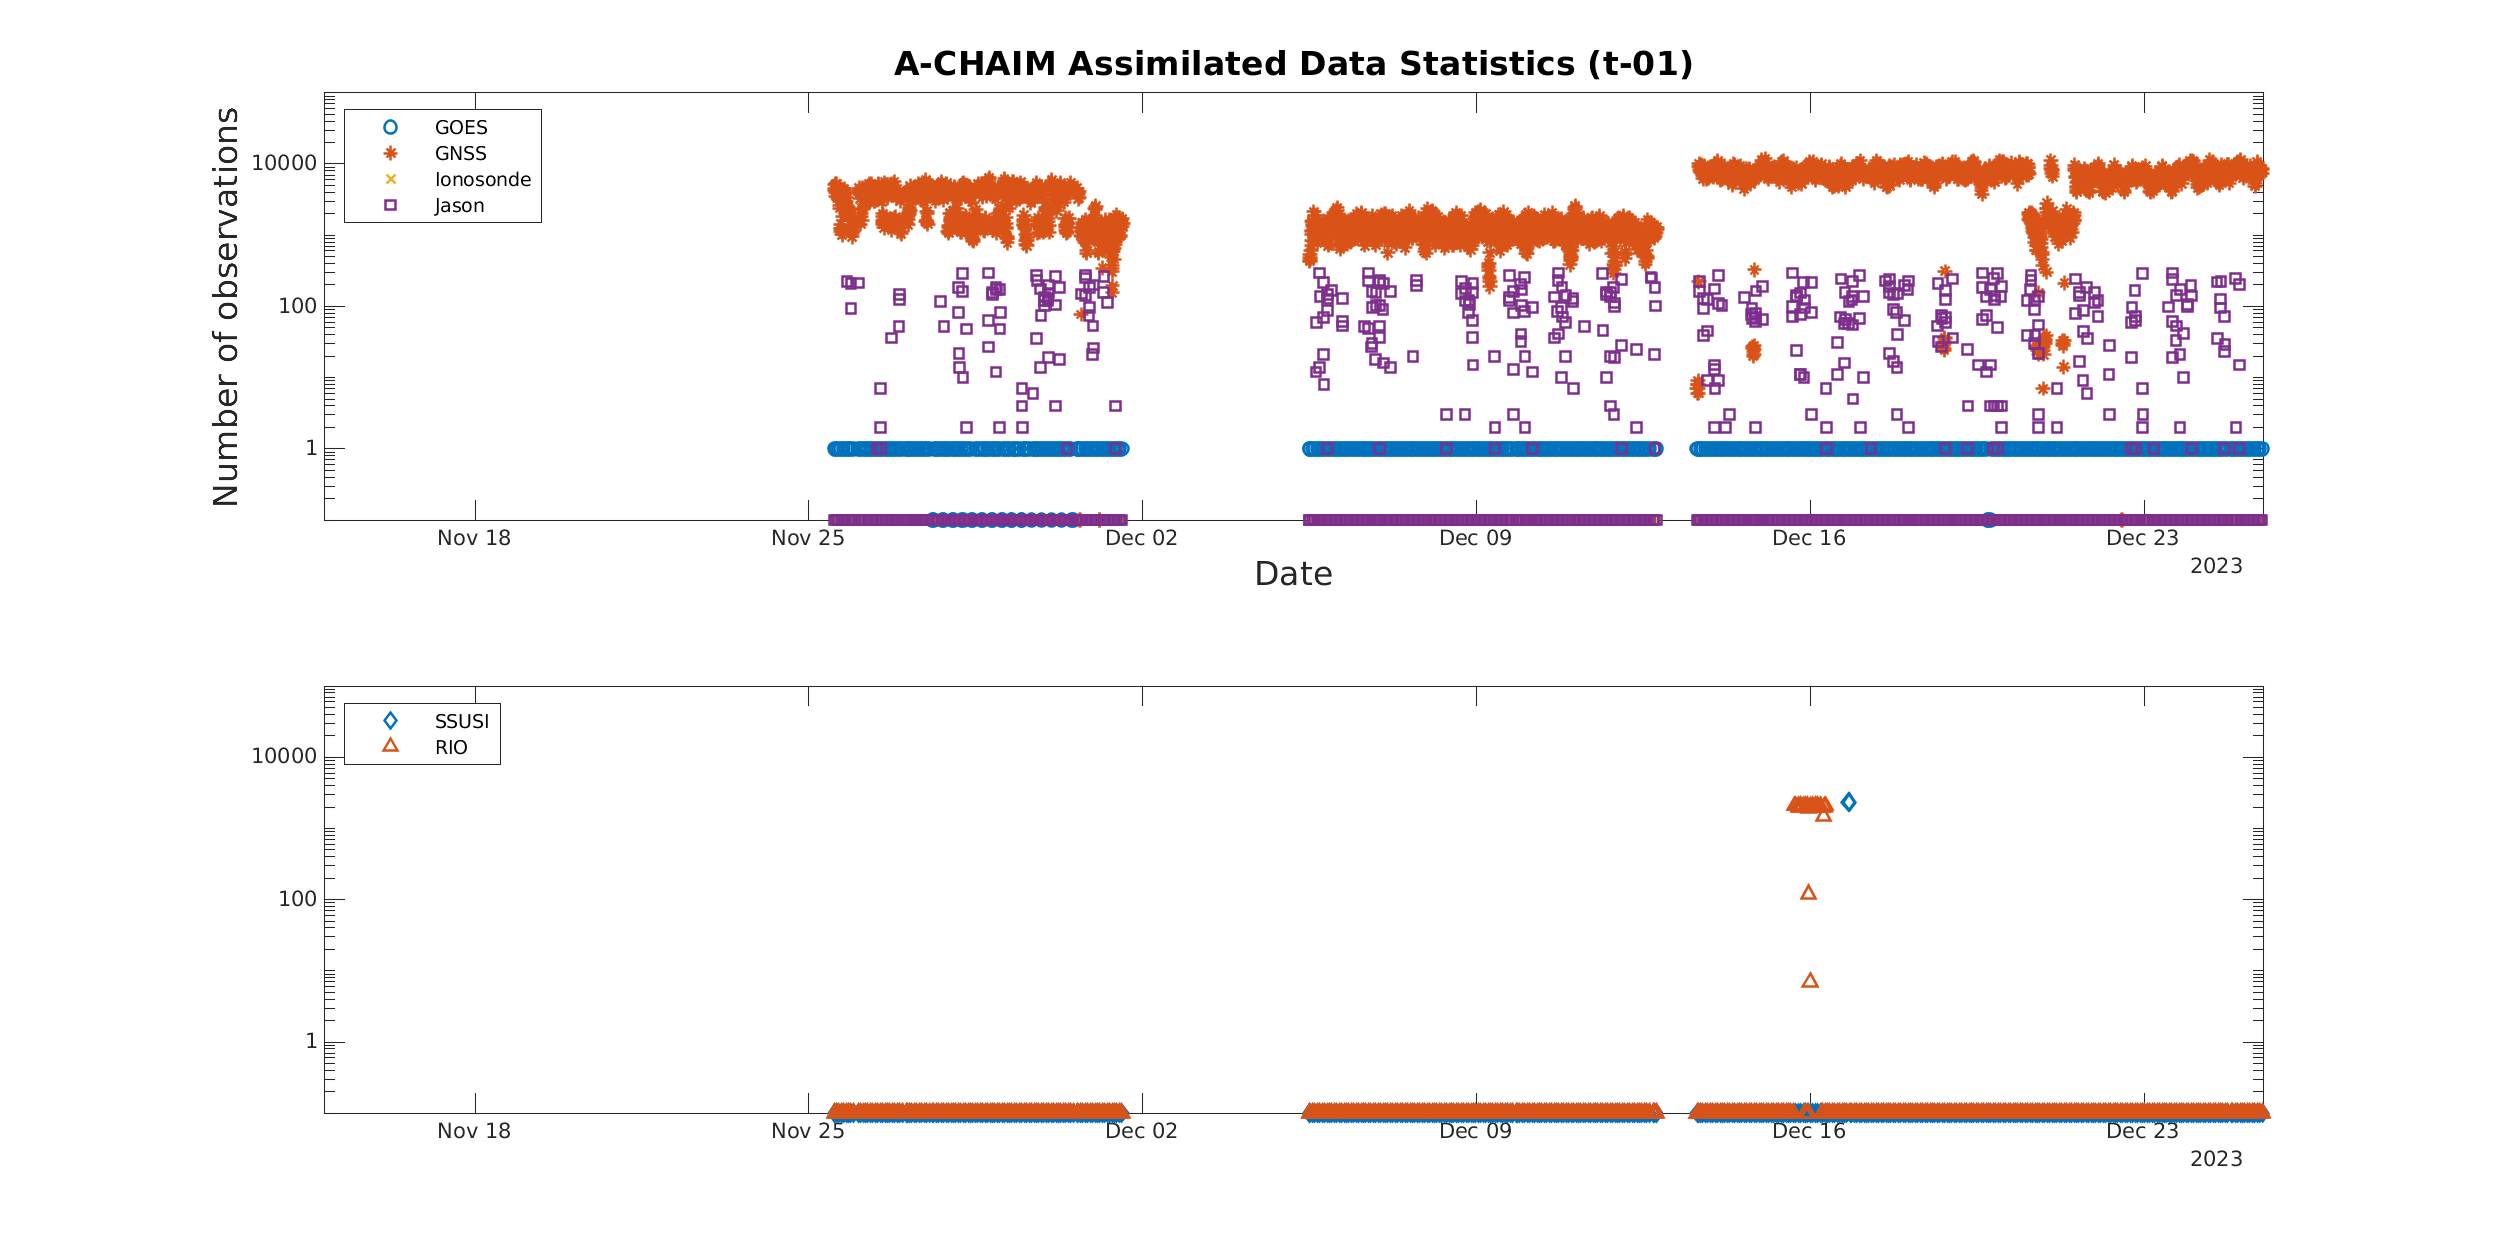 A-CHAIM Assimilated Data Statistics (t-01)
GOES
GNSS
Ionosonde
Jason
Number of observations
10000
100
1
Nov 18
Nov 25
Dec 02
Dec 09
Dec 16
Dec 23
2023
Date
SSUSI
RIO
10000
100
1
Nov 18
Nov 25
Dec 02
Dec 09
Dec 16
Dec 23
2023